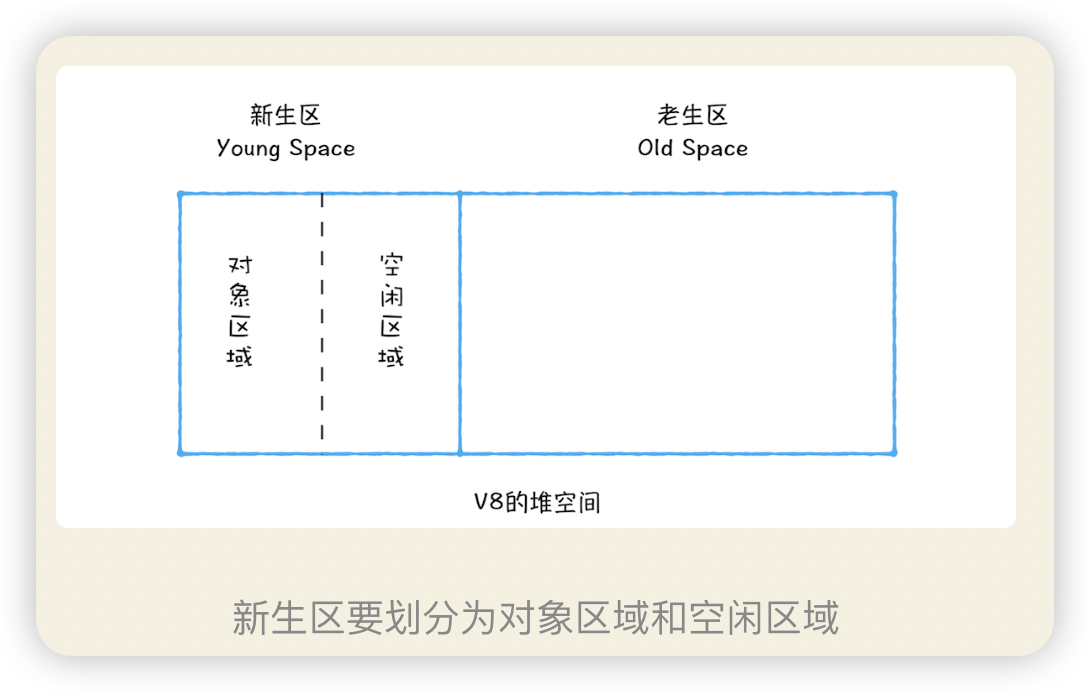 新生区
Young Space
老生区
Old Space
对象区域
空闲区域
V8的堆空间
新生区要划分为对象区域和空闲区域